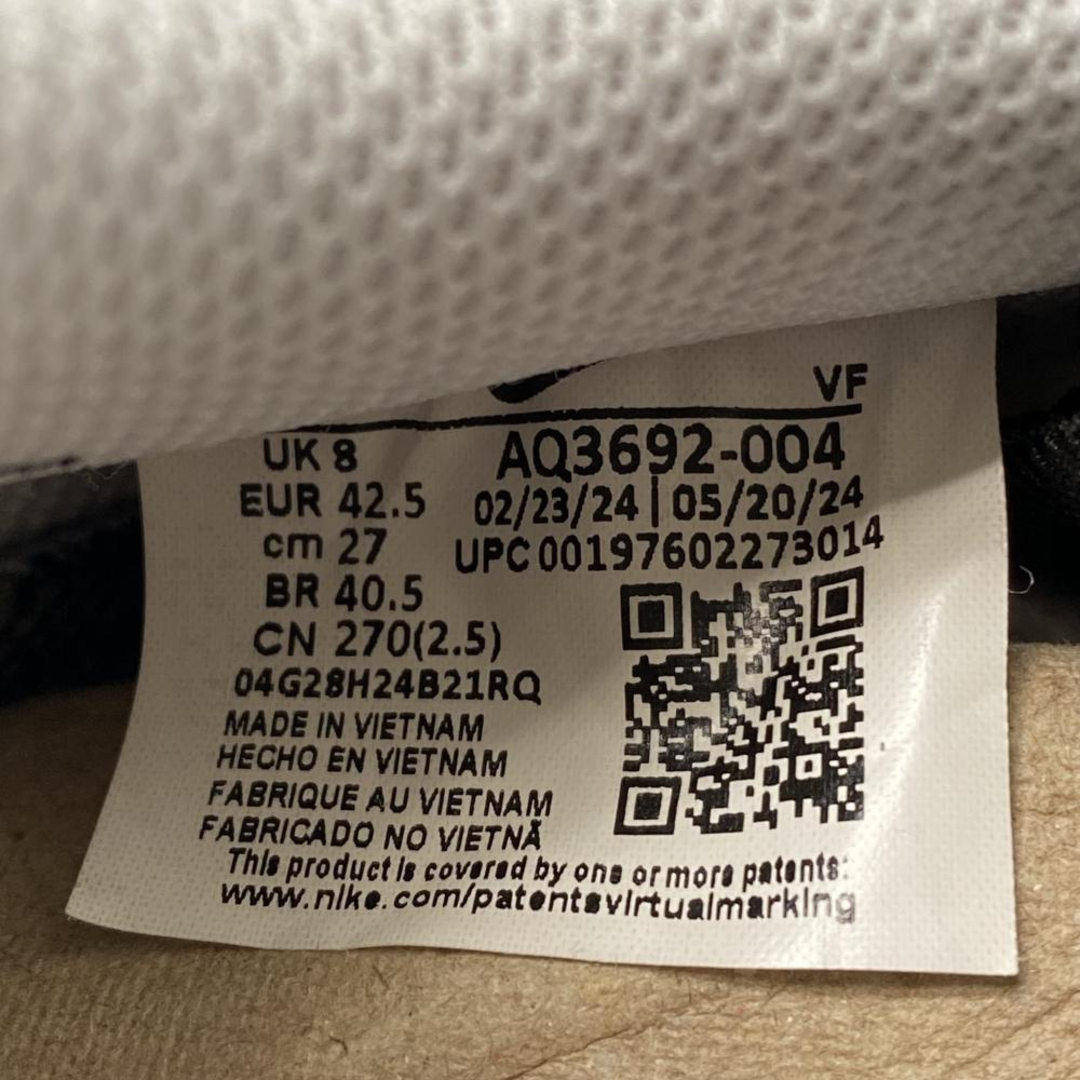 VF
UK 8
EUR 42.5
cm 27
BR 40.5
CN 270(2.5)
AQ3692-004
02/23/24 | 05/20/24
UPC 00197602273014
04G28H24B21RQ
MADE IN VIETNAM
HECHO EN VIETNAM
FABRIQUE AU VIETNAM
FABRICADO NO VIETNÃ
This product is covered by one or more patents:
www.nike.com/patentsvirtualmarking